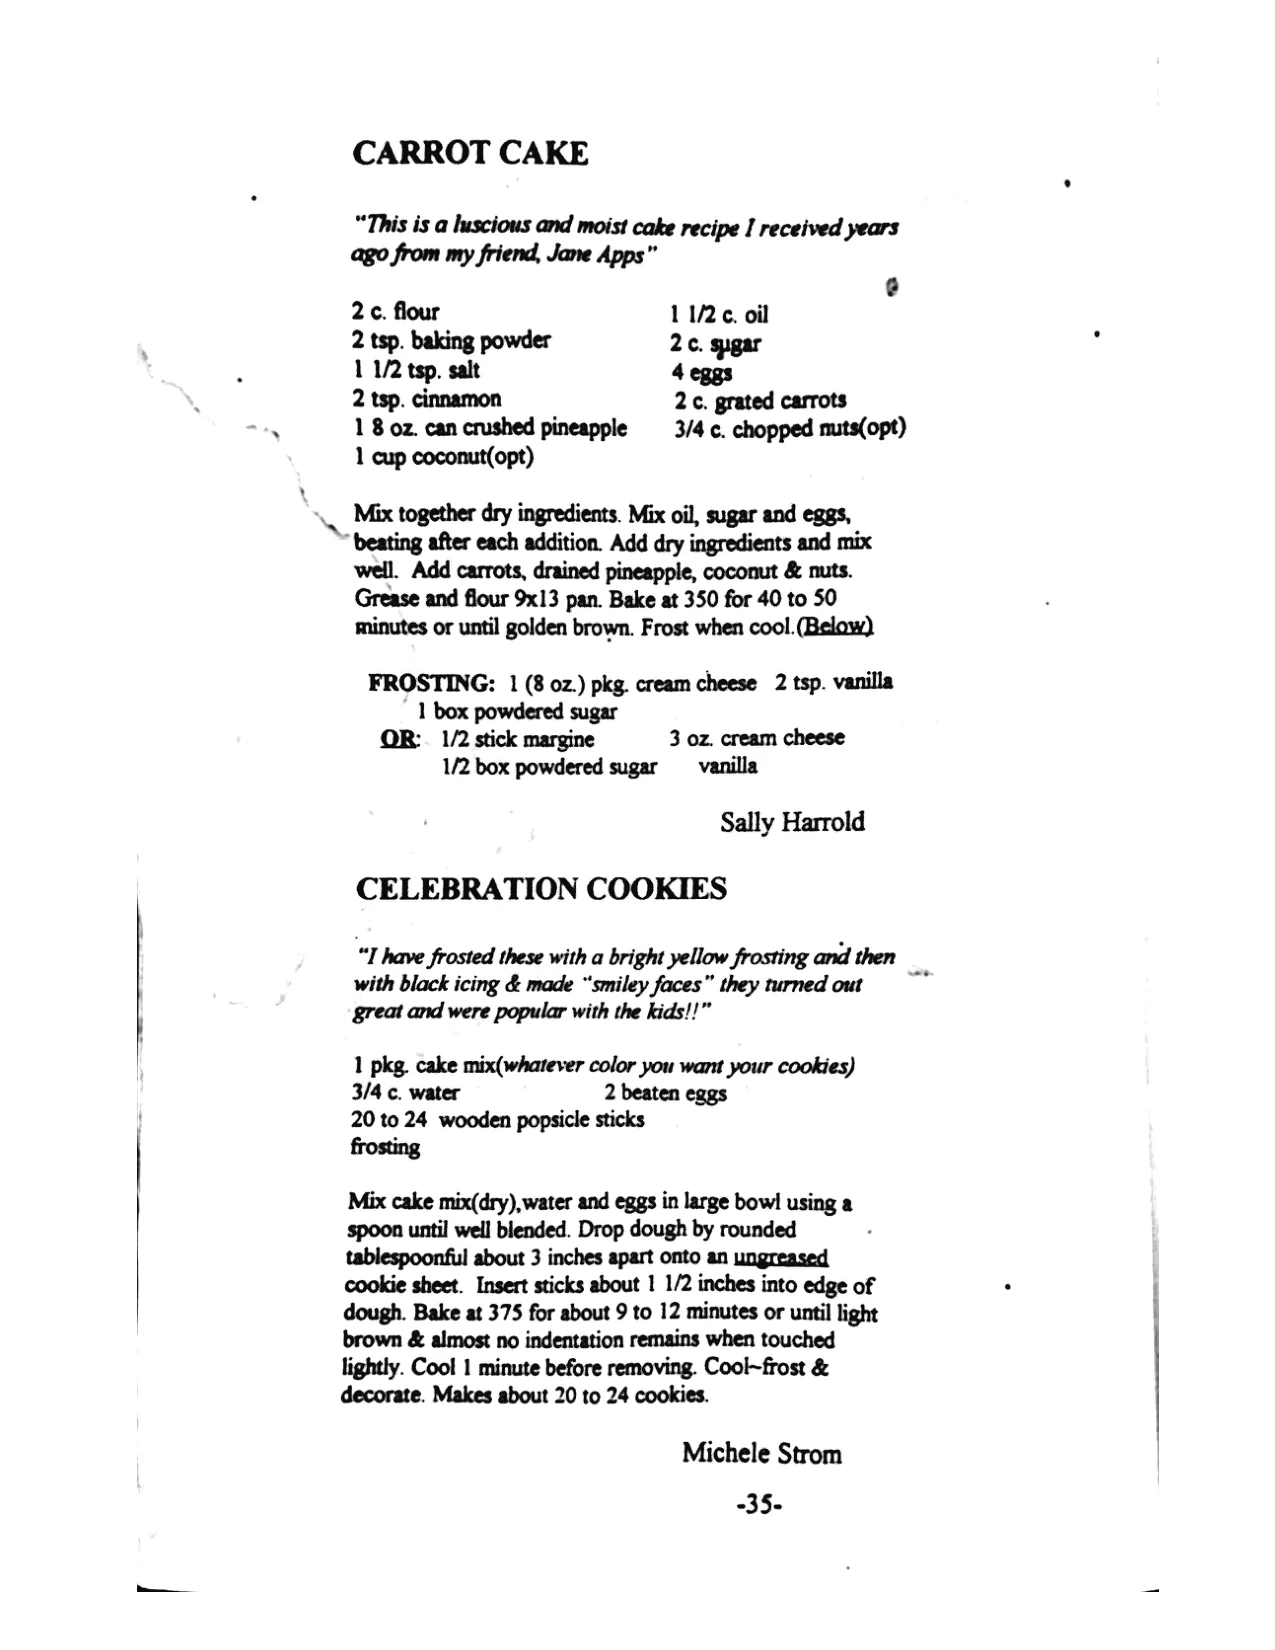 CARROT CAKE
"This is a luscious and moist cake recipe I received years
ago from my friend, Jane Apps"
2 c. flour 1 1/2 c. oil
2 tsp. baking powder 2 c. sugar
1 1/2 tsp. salt 4 eggs
2 tsp. cinnamon 2 c. grated carrots
1 8 oz. can crushed pineapple 3/4 c. chopped nuts(opt)
1 cup coconut(opt)
Mix together dry ingredients. Mix oil, sugar and eggs,
beating after each addition. Add dry ingredients and mix
well. Add carrots, drained pineapple, coconut & nuts.
Grease and flour 9x13 pan. Bake at 350 for 40 to 50
minutes or until golden brown. Frost when cool.(Below)
FROSTING: 1 (8 oz.) pkg. cream cheese 2 tsp. vanilla
1 box powdered sugar
OR: 1/2 stick margine 3 oz. cream cheese
1/2 box powdered sugar vanilla
Sally Harrold
CELEBRATION COOKIES
"I have frosted these with a bright yellow frosting and then
with black icing & made "smiley faces" they turned out
great and were popular with the kids!!"
1 pkg. cake mix(whatever color you want your cookies)
3/4 c. water 2 beaten eggs
20 to 24 wooden popsicle sticks
frosting
Mix cake mix(dry),water and eggs in large bowl using a
spoon until well blended. Drop dough by rounded
tablespoonful about 3 inches apart onto an ungreased
cookie sheet. Insert sticks about 1 1/2 inches into edge of
dough. Bake at 375 for about 9 to 12 minutes or until light
brown & almost no indentation remains when touched
lightly. Cool 1 minute before removing. Cool~frost &
decorate. Makes about 20 to 24 cookies.
Michele Strom
-35-